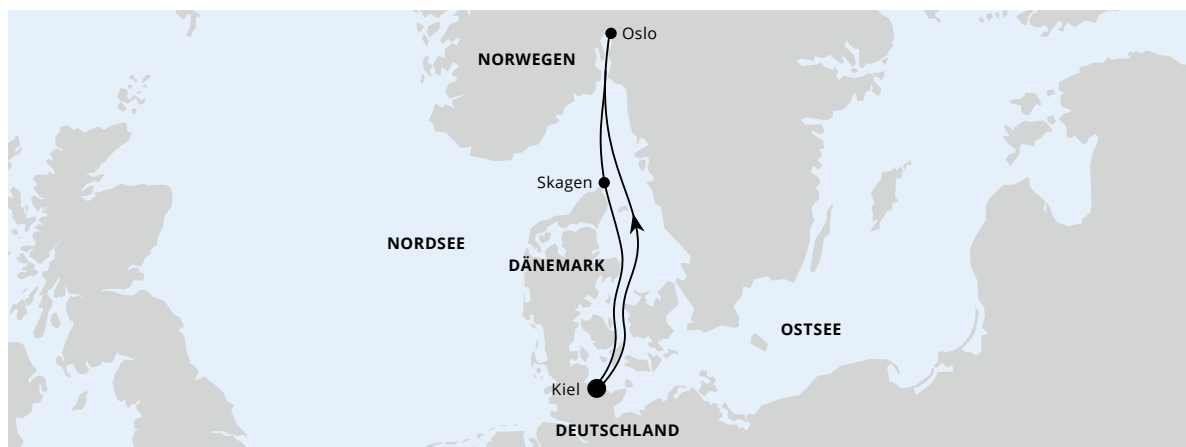 Oslo
NORWEGEN
Skagen
NORDSEE
DÄNEMARK
OSTSEE
Kiel
DEUTSCHLAND